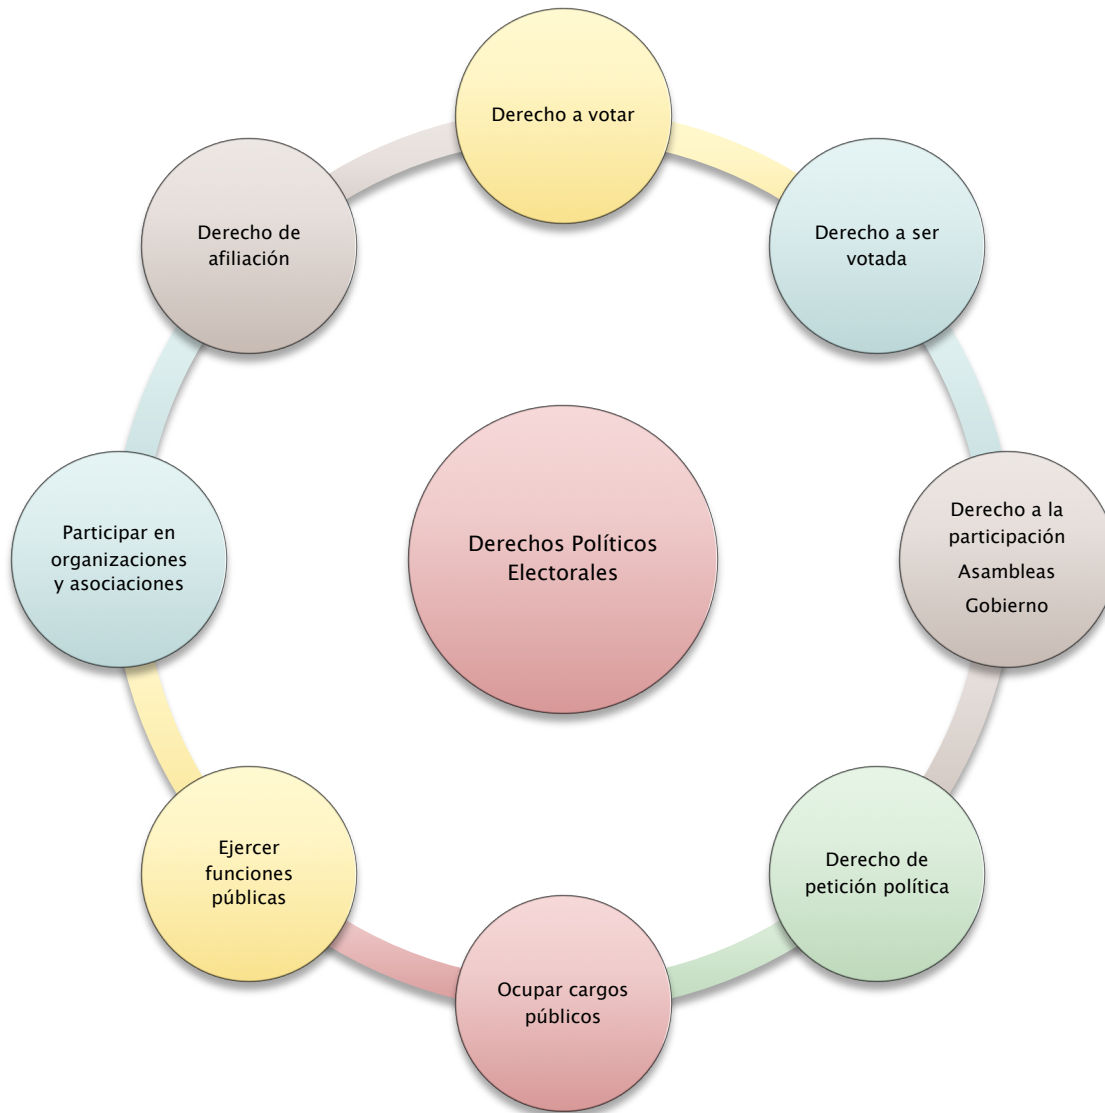 Derecho a votar
Derecho a ser
votada
Derecho a la
participación
Asambleas
Gobierno
Derecho de
petición política
Ocupar cargos
públicos
Ejercer
funciones
públicas
Participar en
organizaciones
y asociaciones
Derecho de
afiliación
Derechos Políticos
Electorales